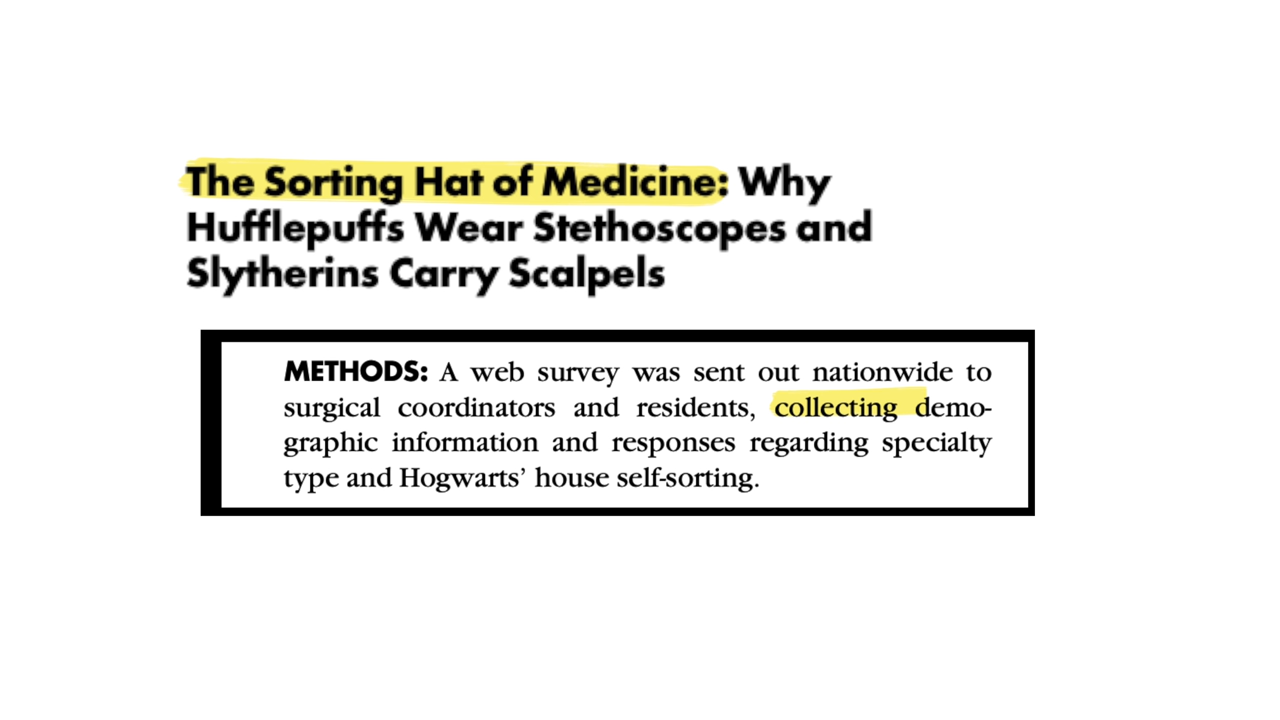 The Sorting Hat of Medicine: Why
Hufflepuffs Wear Stethoscopes and
Slytherins Carry Scalpels
METHODS: A web survey was sent out nationwide to
surgical coordinators and residents, collecting demo-
graphic information and responses regarding specialty
type and Hogwarts’ house self-sorting.